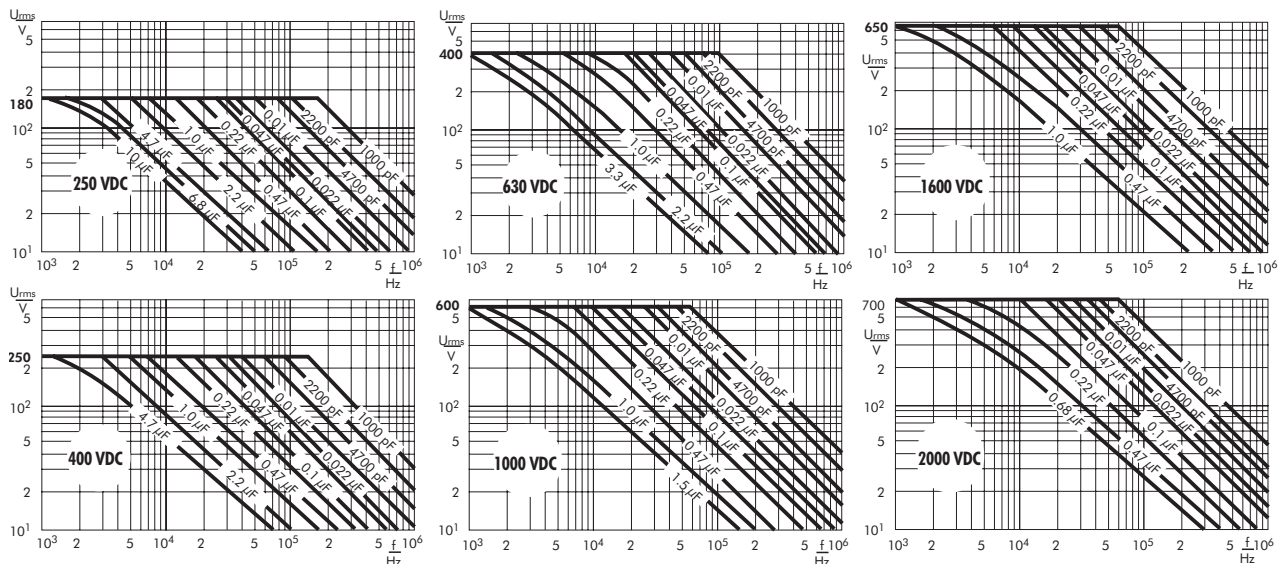 Urms
V
5
2
180
10²
5
2
10¹
10³ 2 5 10⁴ 2 5 10⁵ 2 5 f/Hz 10⁶
250 VDC
10 µF
4.7 µF
6.8 µF
1.0 µF
2.2 µF
0.22 µF
0.47 µF
0.047 µF
0.1 µF
0.01 µF
0.022 µF
2200 pF
4700 pF
1000 pF
Urms
V
5
400
2
10²
5
2
10¹
10³ 2 5 10⁴ 2 5 10⁵ 2 5 f/Hz 10⁶
630 VDC
3.3 µF
1.0 µF
2.2 µF
0.22 µF
0.47 µF
0.047 µF
0.1 µF
0.01 µF
0.022 µF
2200 pF
4700 pF
1000 pF
650
5
Urms
V
2
10²
5
2
10¹
10³ 2 5 10⁴ 2 5 10⁵ 2 5 f/Hz 10⁶
1600 VDC
1.0 µF
0.22 µF
0.47 µF
0.047 µF
0.1 µF
0.01 µF
0.022 µF
2200 pF
4700 pF
1000 pF
Urms
V
5
250
2
10²
5
2
10¹
10³ 2 5 10⁴ 2 5 10⁵ 2 5 f/Hz 10⁶
400 VDC
4.7 µF
1.0 µF
2.2 µF
0.22 µF
0.47 µF
0.047 µF
0.1 µF
0.01 µF
0.022 µF
2200 pF
4700 pF
1000 pF
600
5
Urms
V
2
10²
5
2
10¹
10³ 2 5 10⁴ 2 5 10⁵ 2 5 f/Hz 10⁶
1000 VDC
1.0 µF
1.5 µF
0.22 µF
0.47 µF
0.047 µF
0.1 µF
0.01 µF
0.022 µF
2200 pF
4700 pF
1000 pF
700
5
Urms
V
2
10²
5
2
10¹
10³ 2 5 10⁴ 2 5 10⁵ 2 5 f/Hz 10⁶
2000 VDC
0.68 µF
0.22 µF
0.47 µF
0.047 µF
0.1 µF
0.01 µF
0.022 µF
2200 pF
4700 pF
1000 pF